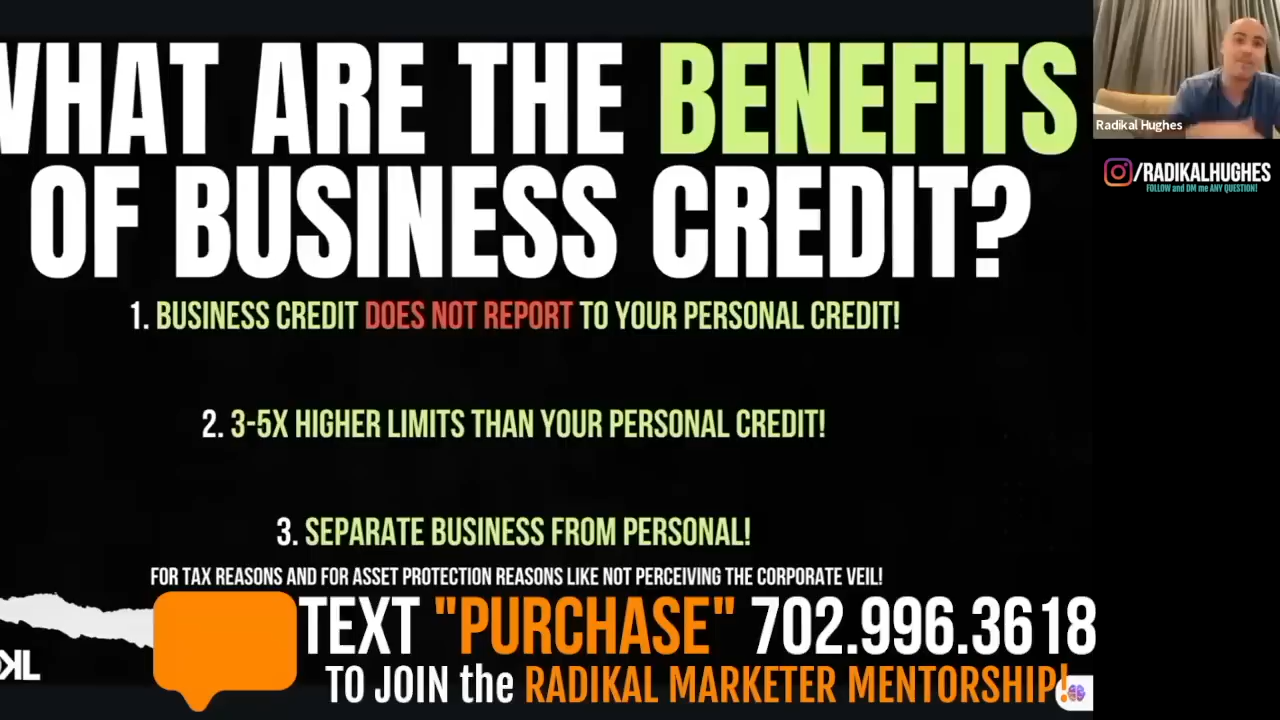 WHAT ARE THE BENEFITS
OF BUSINESS CREDIT?
1. BUSINESS CREDIT DOES NOT REPORT TO YOUR PERSONAL CREDIT!
2. 3-5X HIGHER LIMITS THAN YOUR PERSONAL CREDIT!
3. SEPARATE BUSINESS FROM PERSONAL!
FOR TAX REASONS AND FOR ASSET PROTECTION REASONS LIKE NOT PERCEIVING THE CORPORATE VEIL!
TEXT "PURCHASE" 702.996.3618
TO JOIN the RADIKAL MARKETER MENTORSHIP!
Radikal Hughes
/RADIKALHUGHES
FOLLOW and DM me ANY QUESTION!